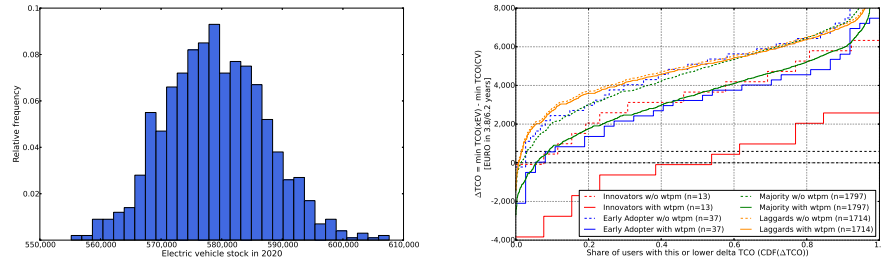 0.1
0.08
0.06
0.04
0.02
Relative frequency
550,000 560,000 570,000 580,000 590,000 600,000 610,000
Electric vehicle stock in 2020
8,000
6,000
4,000
2,000
0
-2,000
-4,000
ΔTCO = min TCO(xEV) - min TCO(CV)
[EURO in 3.8/6.2 years]
Innovators w/o wtpm (n=13)
Innovators with wtpm (n=13)
Early Adopter w/o wtpm (n=37)
Early Adopter with wtpm (n=37)
Majority w/o wtpm (n=1797)
Majority with wtpm (n=1797)
Laggards w/o wtpm (n=1714)
Laggards with wtpm (n=1714)
0.0 0.2 0.4 0.6 0.8 1.
Share of users with this or lower delta TCO (CDF(ΔTCO))